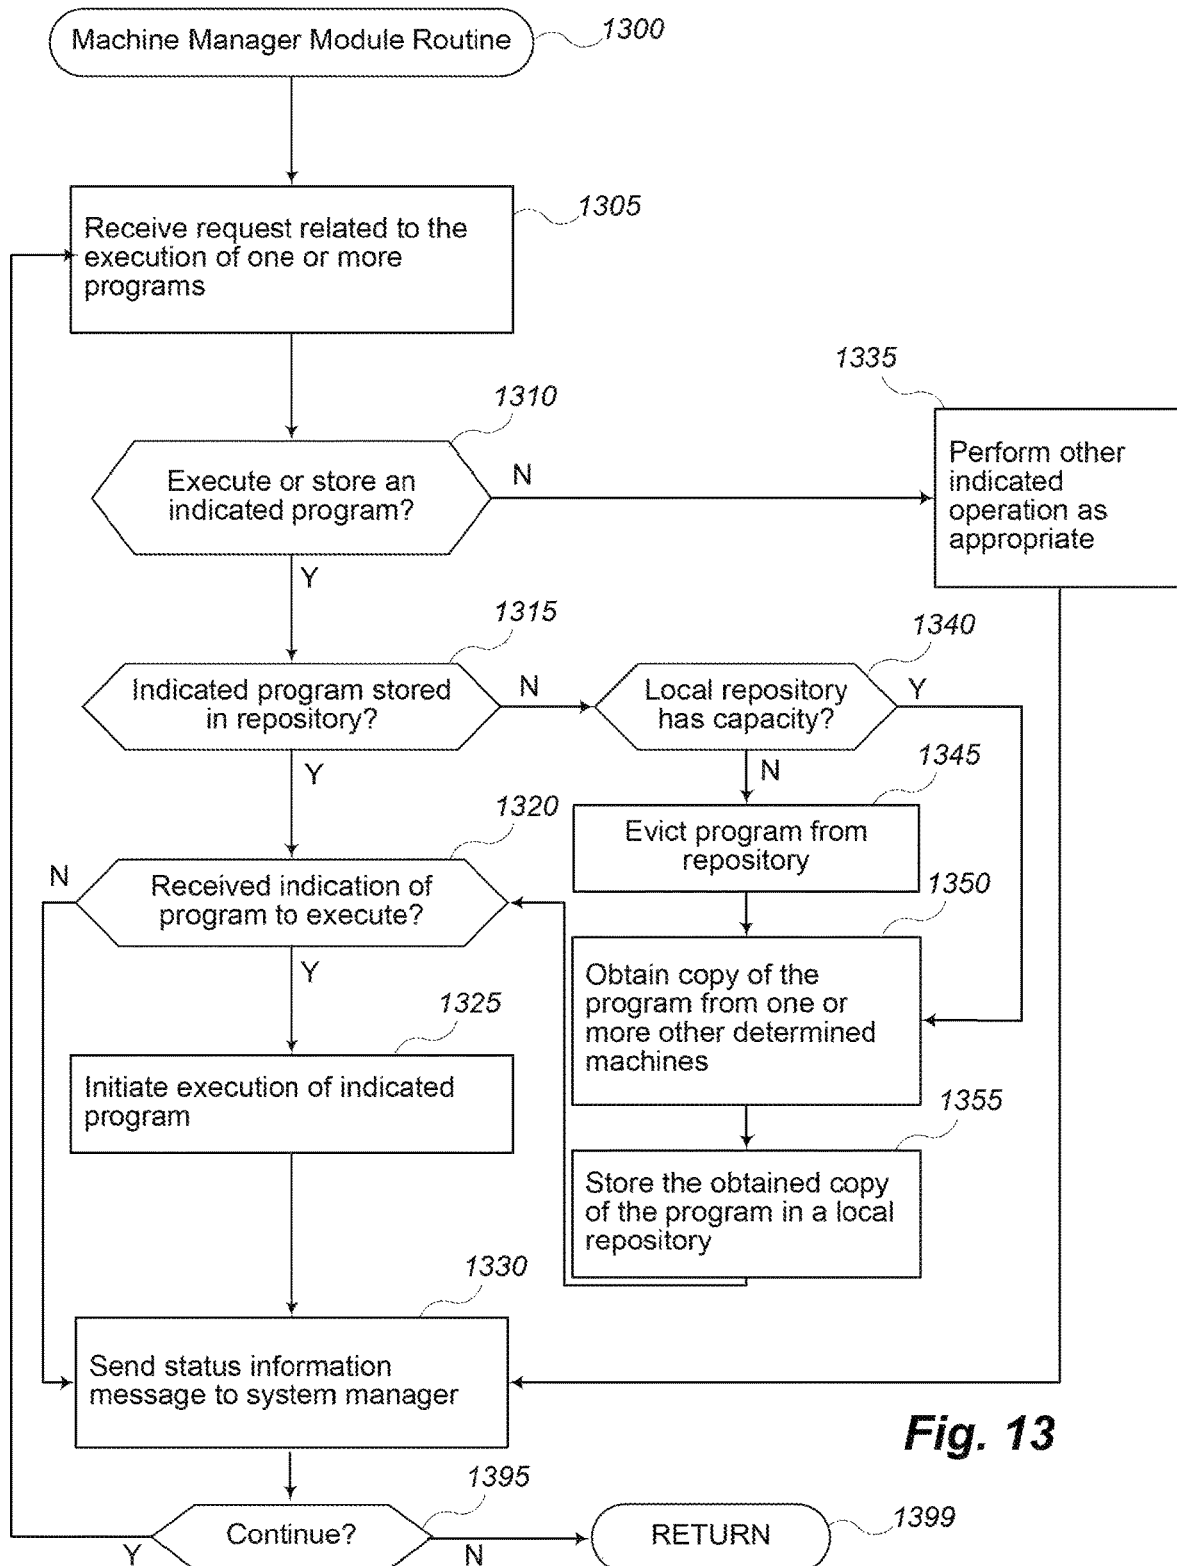 Machine Manager Module Routine
1300
1305
Receive request related to the
execution of one or more
programs
1335
1310
Execute or store an
indicated program?
N
Perform other
indicated
operation as
appropriate
Y
1315
1340
Indicated program stored
in repository?
N
Local repository
has capacity?
Y
Y
N
1345
1320
Evict program from
repository
N
Received indication of
program to execute?
1350
Y
Obtain copy of the
program from one or
more other determined
machines
1325
Initiate execution of indicated
program
1355
Store the obtained copy
of the program in a local
repository
1330
Send status information
message to system manager
Fig. 13
1395
Continue?
Y
N
RETURN
1399